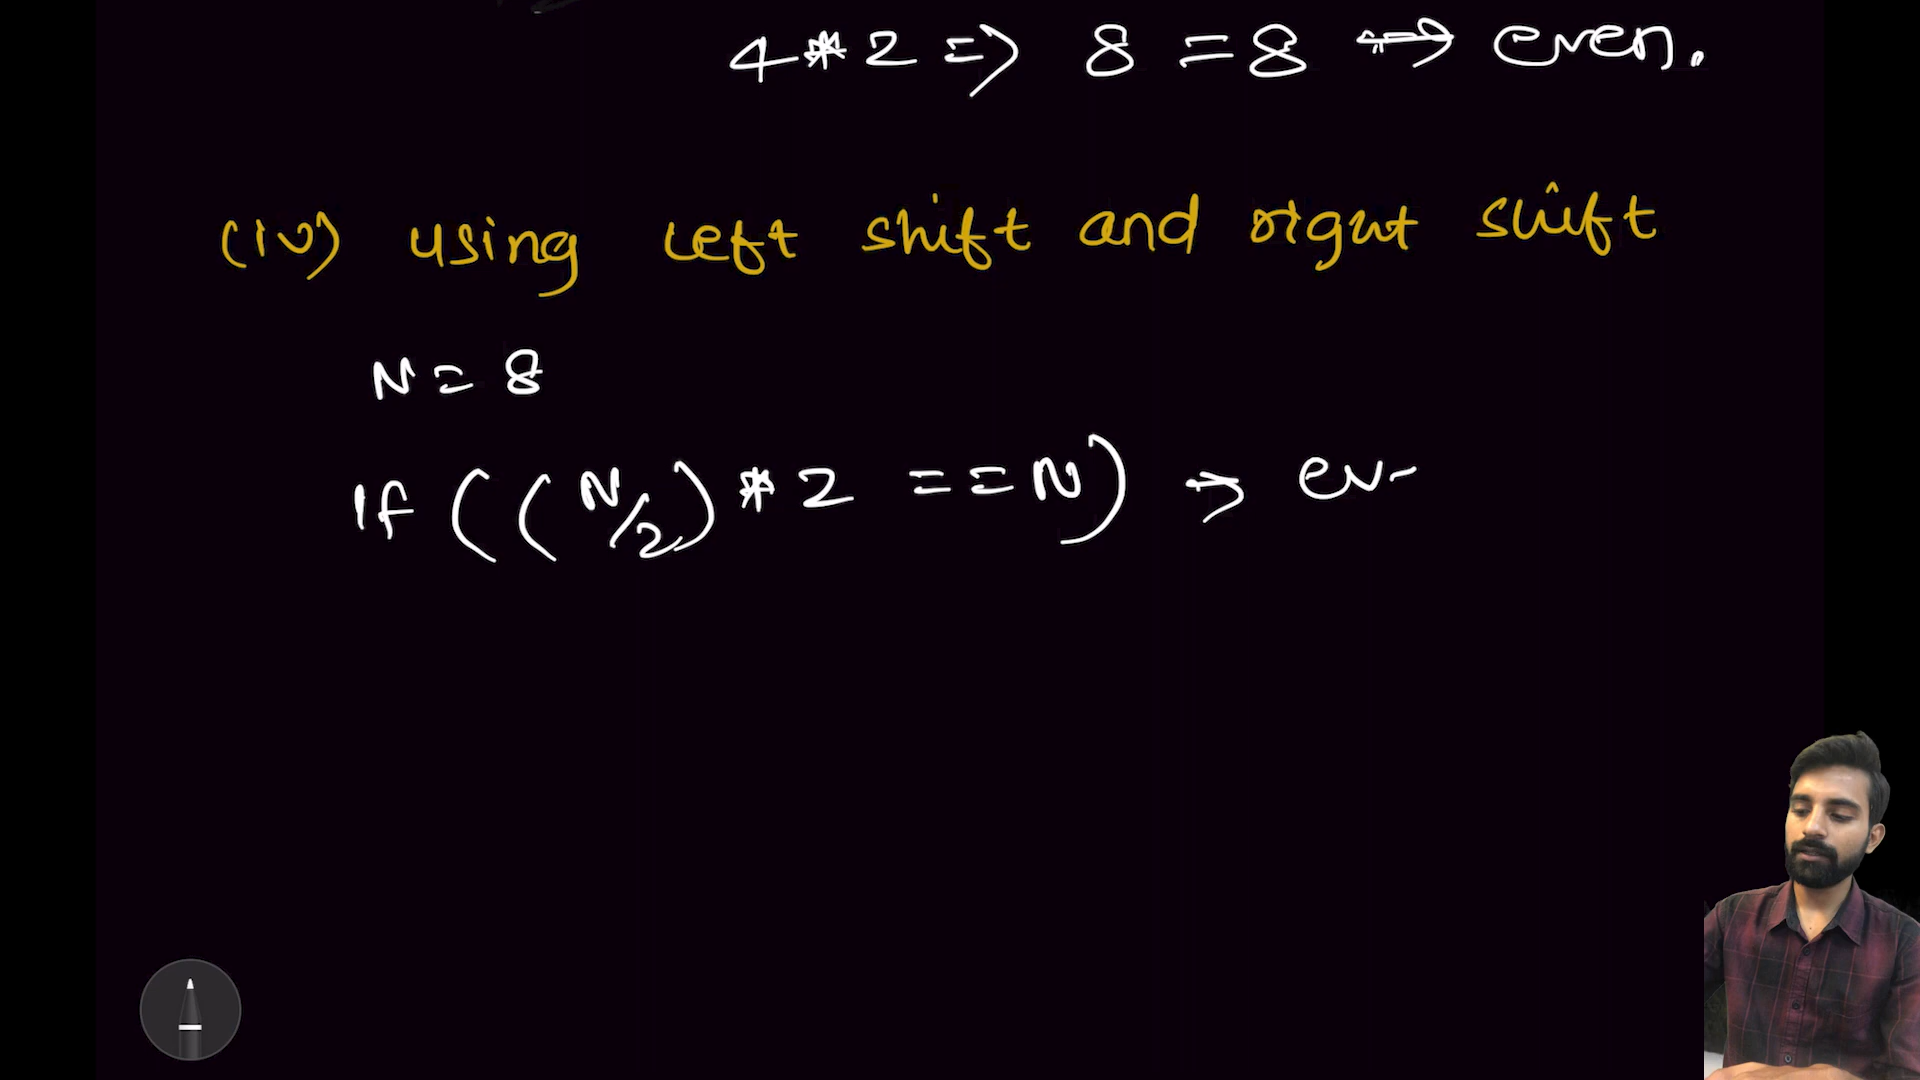 4 * 2 => 8 = 8 → even.
(iv) using left shift and right shift
N = 8
If ((N/2) * 2 == N) → ev